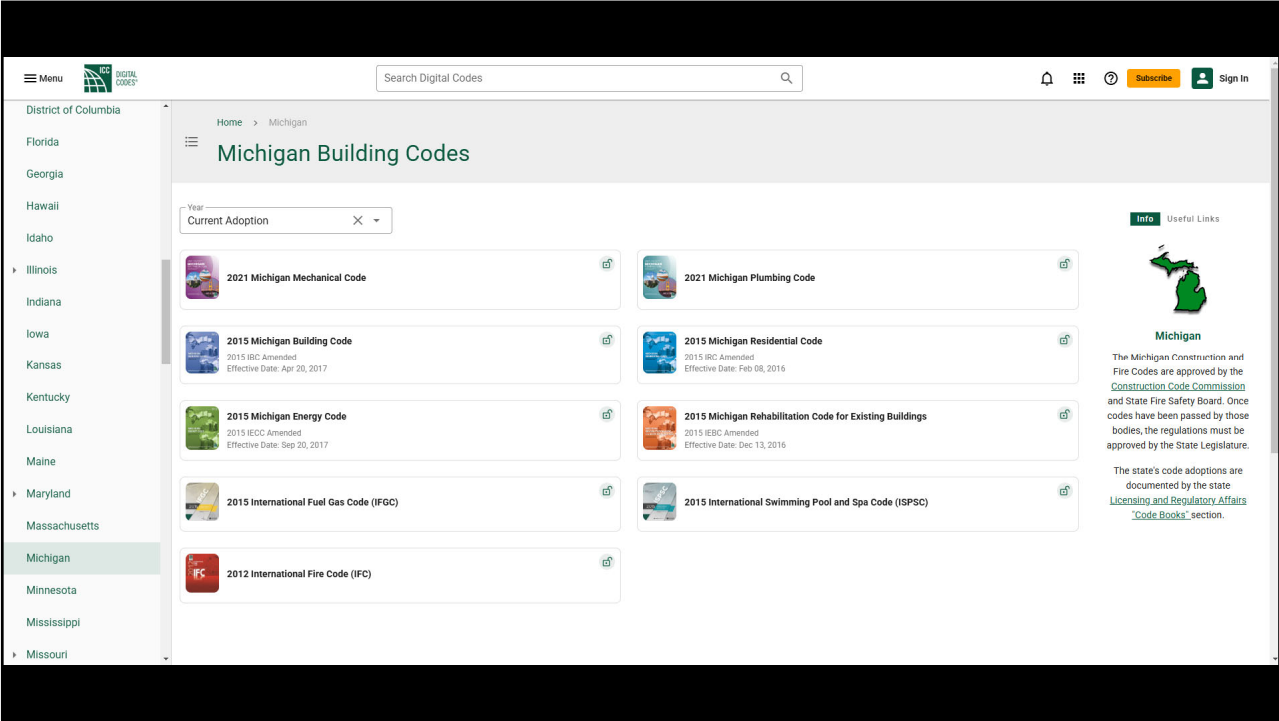 Menu
ICC
DIGITAL
CODES®
Search Digital Codes
Subscribe
Sign In
District of Columbia
Florida
Georgia
Hawaii
Idaho
Illinois
Indiana
Iowa
Kansas
Kentucky
Louisiana
Maine
Maryland
Massachusetts
Michigan
Minnesota
Mississippi
Missouri
Home > Michigan
Michigan Building Codes
Year
Current Adoption
2021 Michigan Mechanical Code
2021 Michigan Plumbing Code
2015 Michigan Building Code
2015 IBC Amended
Effective Date: Apr 20, 2017
2015 Michigan Residential Code
2015 IRC Amended
Effective Date: Feb 08, 2016
2015 Michigan Energy Code
2015 IECC Amended
Effective Date: Sep 20, 2017
2015 Michigan Rehabilitation Code for Existing Buildings
2015 IEBC Amended
Effective Date: Dec 13, 2016
2015 International Fuel Gas Code (IFGC)
2015 International Swimming Pool and Spa Code (ISPSC)
IFC
2012 International Fire Code (IFC)
Info
Useful Links
Michigan
The Michigan Construction and
Fire Codes are approved by the
Construction Code Commission
and State Fire Safety Board. Once
codes have been passed by those
bodies, the regulations must be
approved by the State Legislature.
The state's code adoptions are
documented by the state
Licensing and Regulatory Affairs
"Code Books" section.